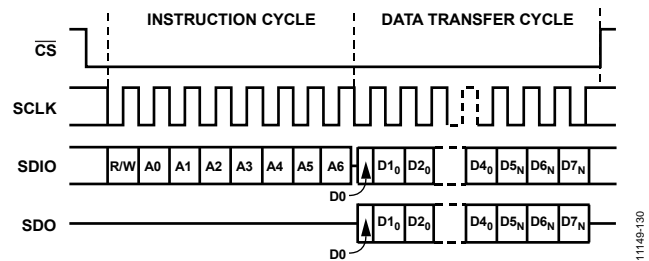 INSTRUCTION CYCLE DATA TRANSFER CYCLE
CS
SCLK
SDIO R/W A0 A1 A2 A3 A4 A5 A6 D1₀ D2₀ D4₀ D5N D6N D7N
D0
SDO D1₀ D2₀ D4₀ D5N D6N D7N
D0
11149-130